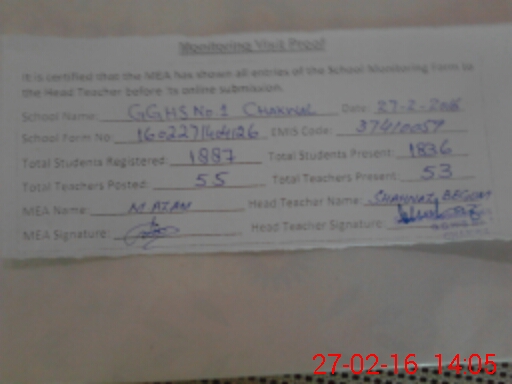 Monitoring Visit Proof
It is certified that the MEA has shown all entries of the School Monitoring Form to
the Head Teacher before its online submission.
School Name: GGHS No 1 CHAKWAL Date: 27-2-2016
School Form No: EMIS Code: 37410059
Total Students Registered: 1887 Total Students Present: 1836
Total Teachers Posted: 55 Total Teachers Present: 53
MEA Name: M AZAM Head Teacher Name: SHAHNAZ BEGUM
MEA Signature: Head Teacher Signature:
27-02-16 14:05